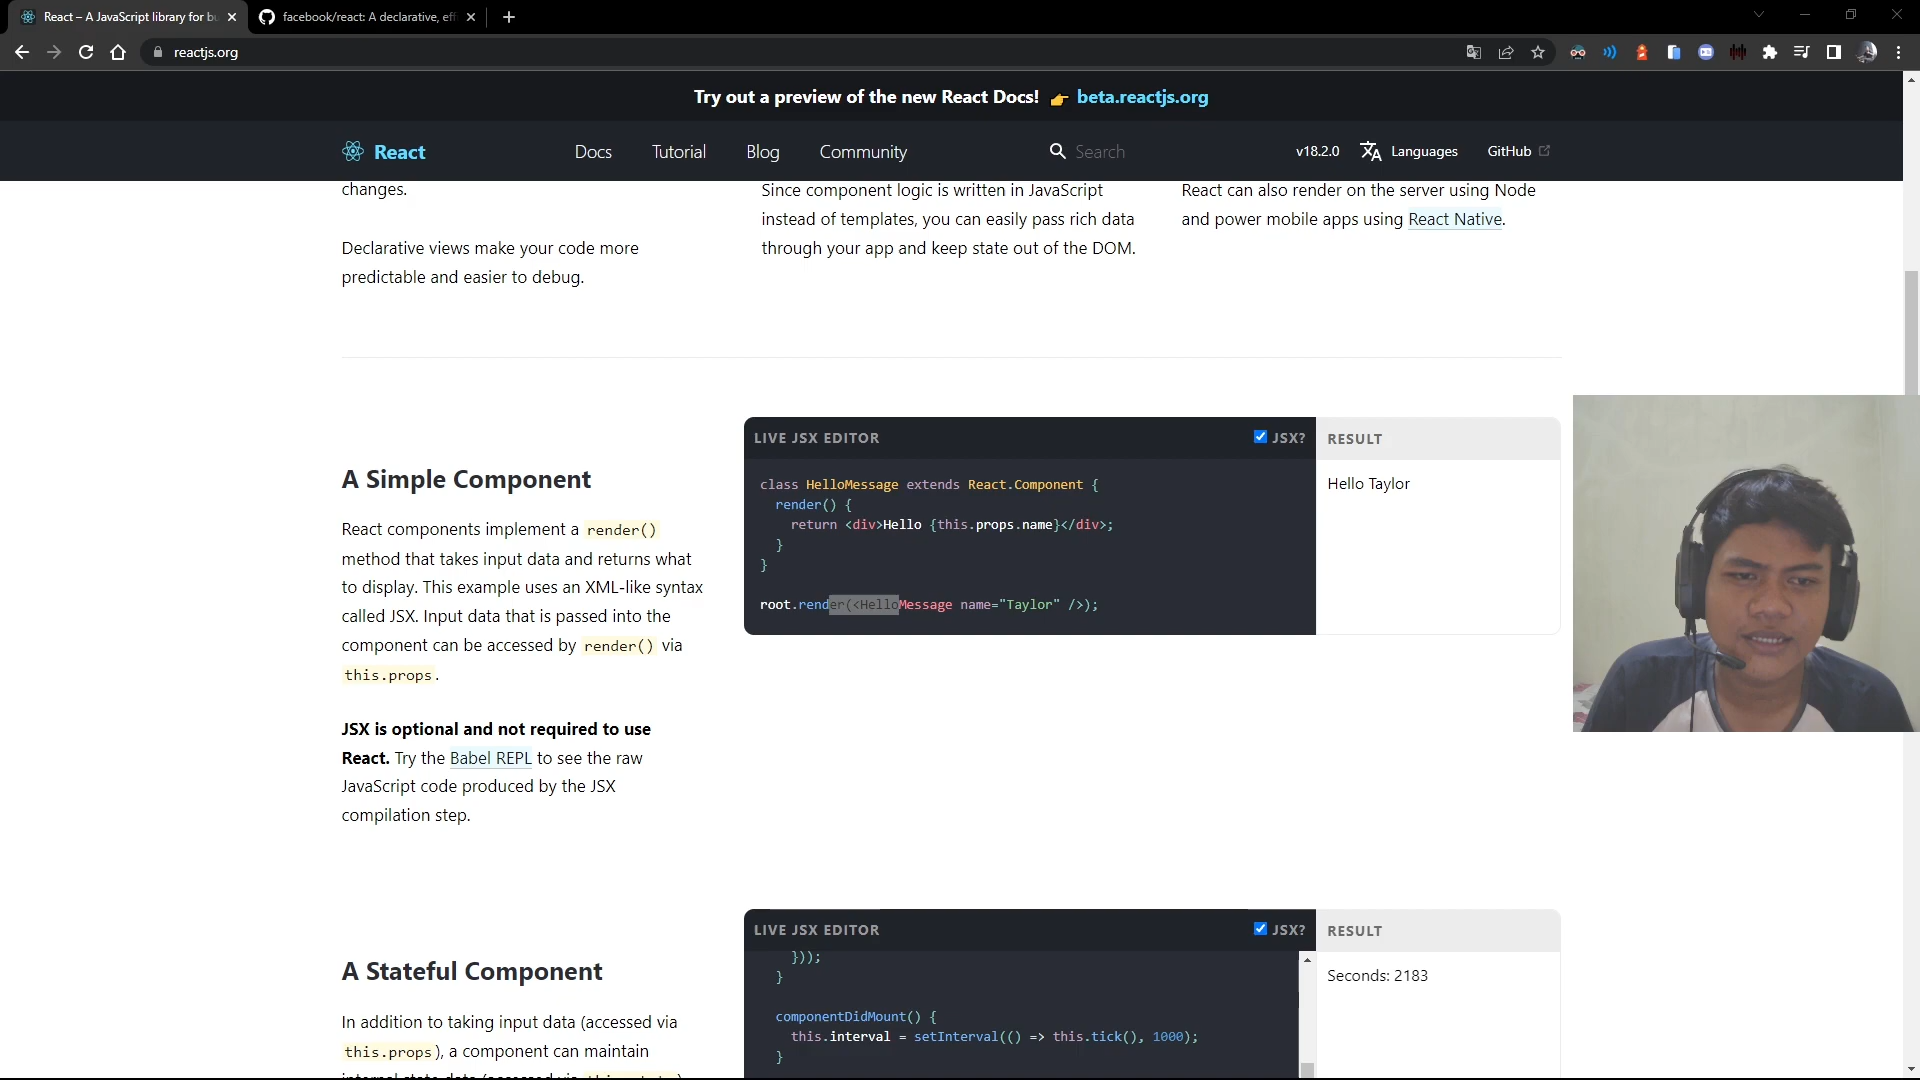 React – A JavaScript library for bu
facebook/react: A declarative, eff
reactjs.org
Try out a preview of the new React Docs! 👉 beta.reactjs.org
React
Docs
Tutorial
Blog
Community
Search
v18.2.0
Languages
GitHub
changes.
Declarative views make your code more
predictable and easier to debug.
Since component logic is written in JavaScript
instead of templates, you can easily pass rich data
through your app and keep state out of the DOM.
React can also render on the server using Node
and power mobile apps using React Native.
A Simple Component
React components implement a render()
method that takes input data and returns what
to display. This example uses an XML-like syntax
called JSX. Input data that is passed into the
component can be accessed by render() via
this.props.
JSX is optional and not required to use
React. Try the Babel REPL to see the raw
JavaScript code produced by the JSX
compilation step.
LIVE JSX EDITOR
JSX?
class HelloMessage extends React.Component {
render() {
return <div>Hello {this.props.name}</div>;
}
}
root.render(<HelloMessage name="Taylor" />);
RESULT
Hello Taylor
A Stateful Component
In addition to taking input data (accessed via
this.props), a component can maintain
LIVE JSX EDITOR
JSX?
}));
}
componentDidMount() {
this.interval = setInterval(() => this.tick(), 1000);
}
RESULT
Seconds: 2183